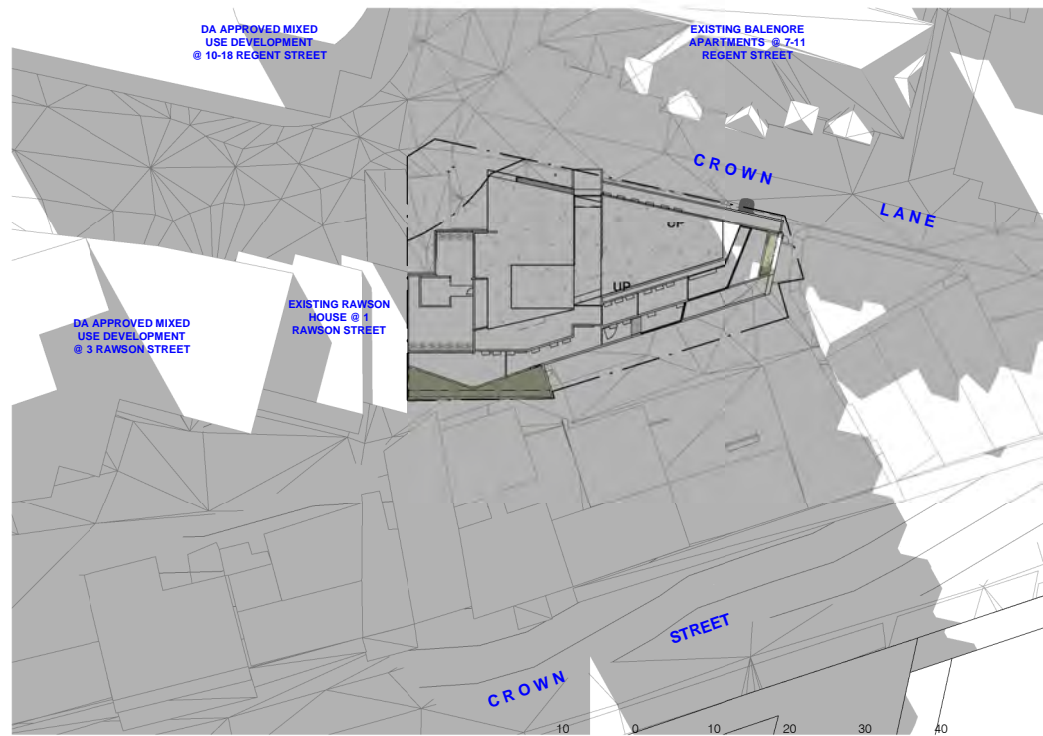 DA APPROVED MIXED
USE DEVELOPMENT
@ 10-18 REGENT STREET
EXISTING BALENORE
APARTMENTS @ 7-11
REGENT STREET
CROWN
LANE
UP
UP
EXISTING RAWSON
HOUSE @ 1
RAWSON STREET
DA APPROVED MIXED
USE DEVELOPMENT
@ 3 RAWSON STREET
STREET
CROWN
10 0 10 20 30 40